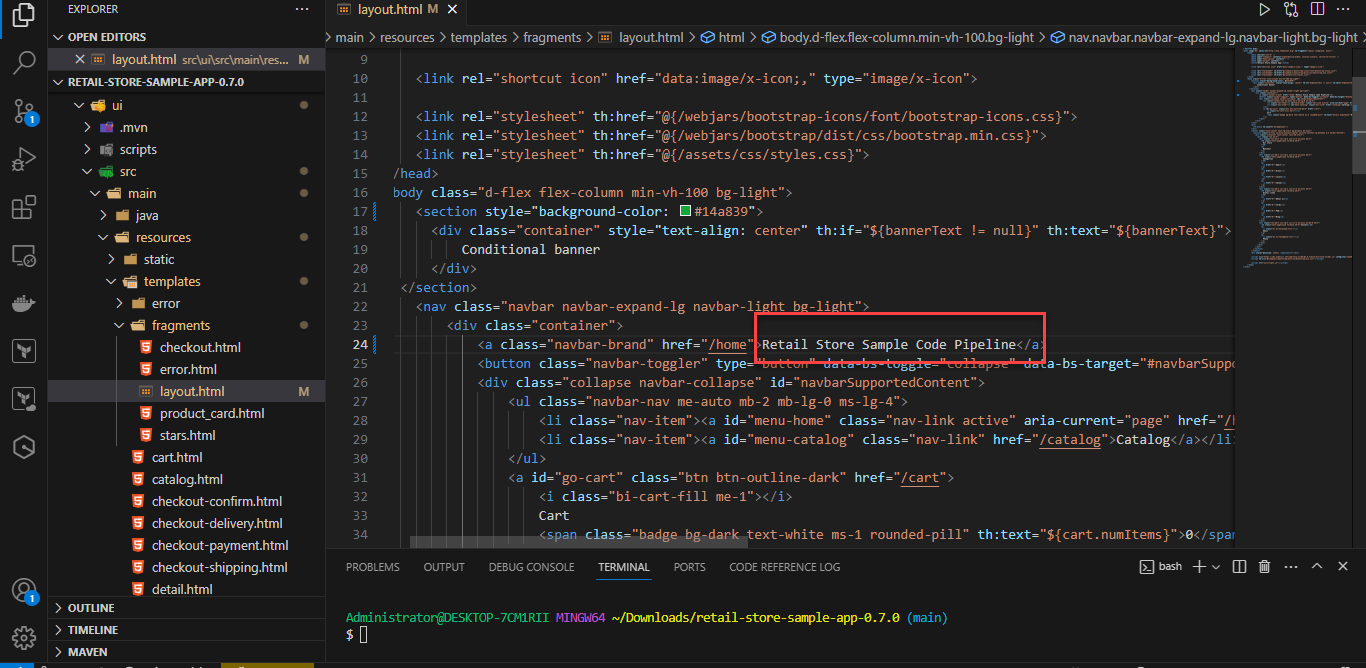 EXPLORER
OPEN EDITORS
layout.html src\ui\src\main\res... M
RETAIL-STORE-SAMPLE-APP-0.7.0
ui
.mvn
scripts
src
main
java
resources
static
templates
error
fragments
checkout.html
error.html
layout.html M
product_card.html
stars.html
cart.html
catalog.html
checkout-confirm.html
checkout-delivery.html
checkout-payment.html
checkout-shipping.html
detail.html
OUTLINE
TIMELINE
MAVEN
1
1
layout.html M
main > resources > templates > fragments > layout.html > html > body.d-flex.flex-column.min-vh-100.bg-light > nav.navbar.navbar-expand-lg.navbar-light.bg-light
9
10 <link rel="shortcut icon" href="data:image/x-icon;," type="image/x-icon">
11
12 <link rel="stylesheet" th:href="@{/webjars/bootstrap-icons/font/bootstrap-icons.css}">
13 <link rel="stylesheet" th:href="@{/webjars/bootstrap/dist/css/bootstrap.min.css}">
14 <link rel="stylesheet" th:href="@{/assets/css/styles.css}">
15 /head>
16 body class="d-flex flex-column min-vh-100 bg-light">
17 <section style="background-color: #14a839">
18 <div class="container" style="text-align: center" th:if="${bannerText != null}" th:text="${bannerText}">
19 Conditional banner
20 </div>
21 </section>
22 <nav class="navbar navbar-expand-lg navbar-light bg-light">
23 <div class="container">
24 <a class="navbar-brand" href="/home">Retail Store Sample Code Pipeline</a>
25 <button class="navbar-toggler" type="button" data-bs-toggle="collapse" data-bs-target="#navbarSuppo
26 <div class="collapse navbar-collapse" id="navbarSupportedContent">
27 <ul class="navbar-nav me-auto mb-2 mb-lg-0 ms-lg-4">
28 <li class="nav-item"><a id="menu-home" class="nav-link active" aria-current="page" href="/h
29 <li class="nav-item"><a id="menu-catalog" class="nav-link" href="/catalog">Catalog</a></li
30 </ul>
31 <a id="go-cart" class="btn btn-outline-dark" href="/cart">
32 <i class="bi-cart-fill me-1"></i>
33 Cart
34 <span class="badge bg-dark text-white ms-1 rounded-pill" th:text="${cart.numItems}">0</span
PROBLEMS OUTPUT DEBUG CONSOLE TERMINAL PORTS CODE REFERENCE LOG
bash
Administrator@DESKTOP-7CM1RII MINGW64 ~/Downloads/retail-store-sample-app-0.7.0 (main)
$